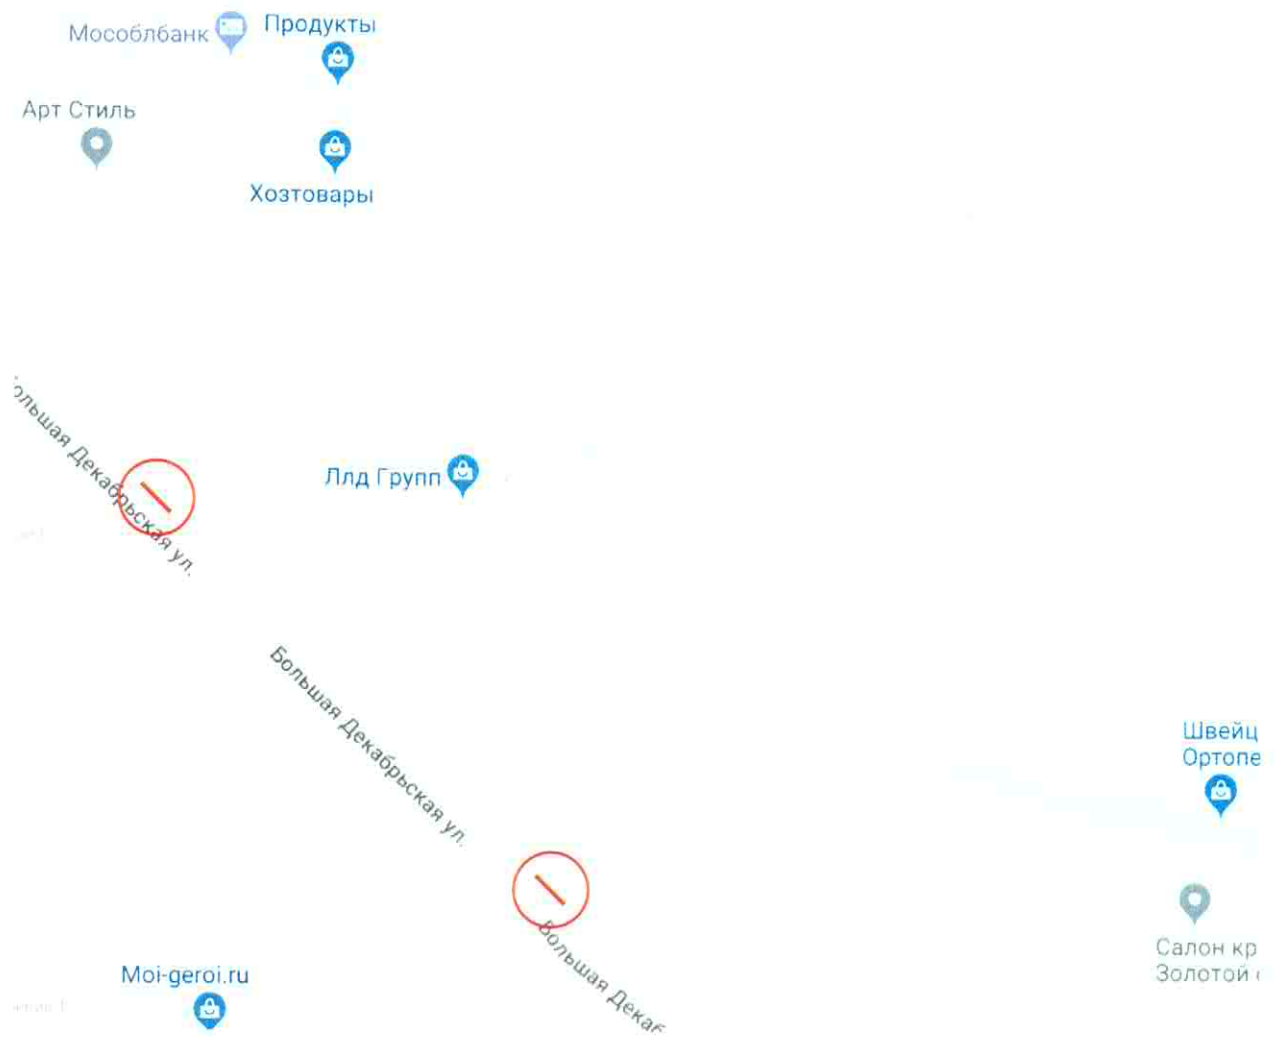 Мособлбанк
Продукты
Арт Стиль
Хозтовары
ольшая Декабрьская ул.
Ллд Групп
Большая Декабрьская ул.
Швейц
Ортопе
Большая Декаб
Салон кр
Золотой
Moi-geroi.ru